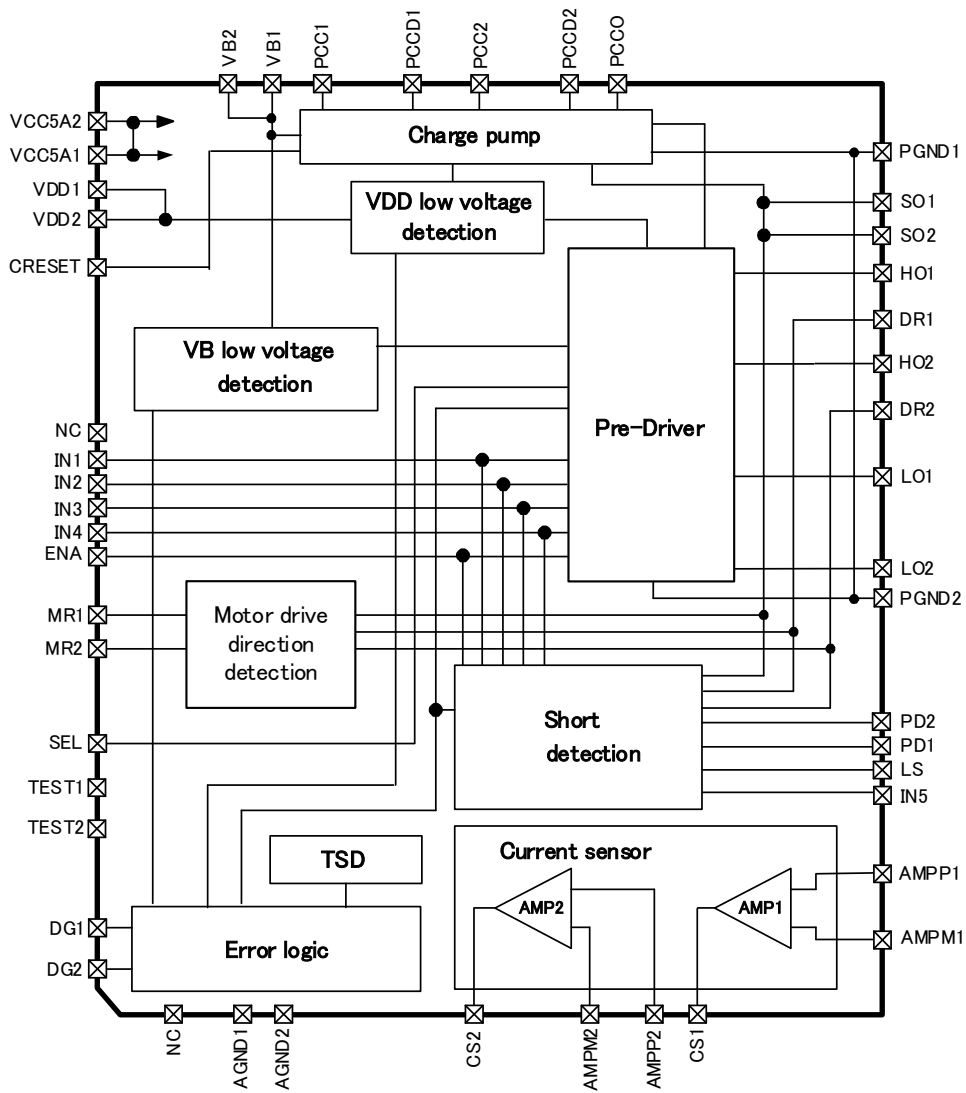 VB2
VB1
PCC1
PCCD1
PCC2
PCCD2
PCCO
VCC5A2
VCC5A1
VDD1
VDD2
CRESET
NC
IN1
IN2
IN3
IN4
ENA
MR1
MR2
SEL
TEST1
TEST2
DG1
DG2
Charge pump
VDD low voltage
detection
VB low voltage
detection
Pre-Driver
Motor drive
direction
detection
Short
detection
TSD
Error logic
Current sensor
AMP2
AMP1
PGND1
SO1
SO2
HO1
DR1
HO2
DR2
LO1
LO2
PGND2
PD2
PD1
LS
IN5
AMPP1
AMPM1
NC
AGND1
AGND2
CS2
AMPM2
AMPP2
CS1